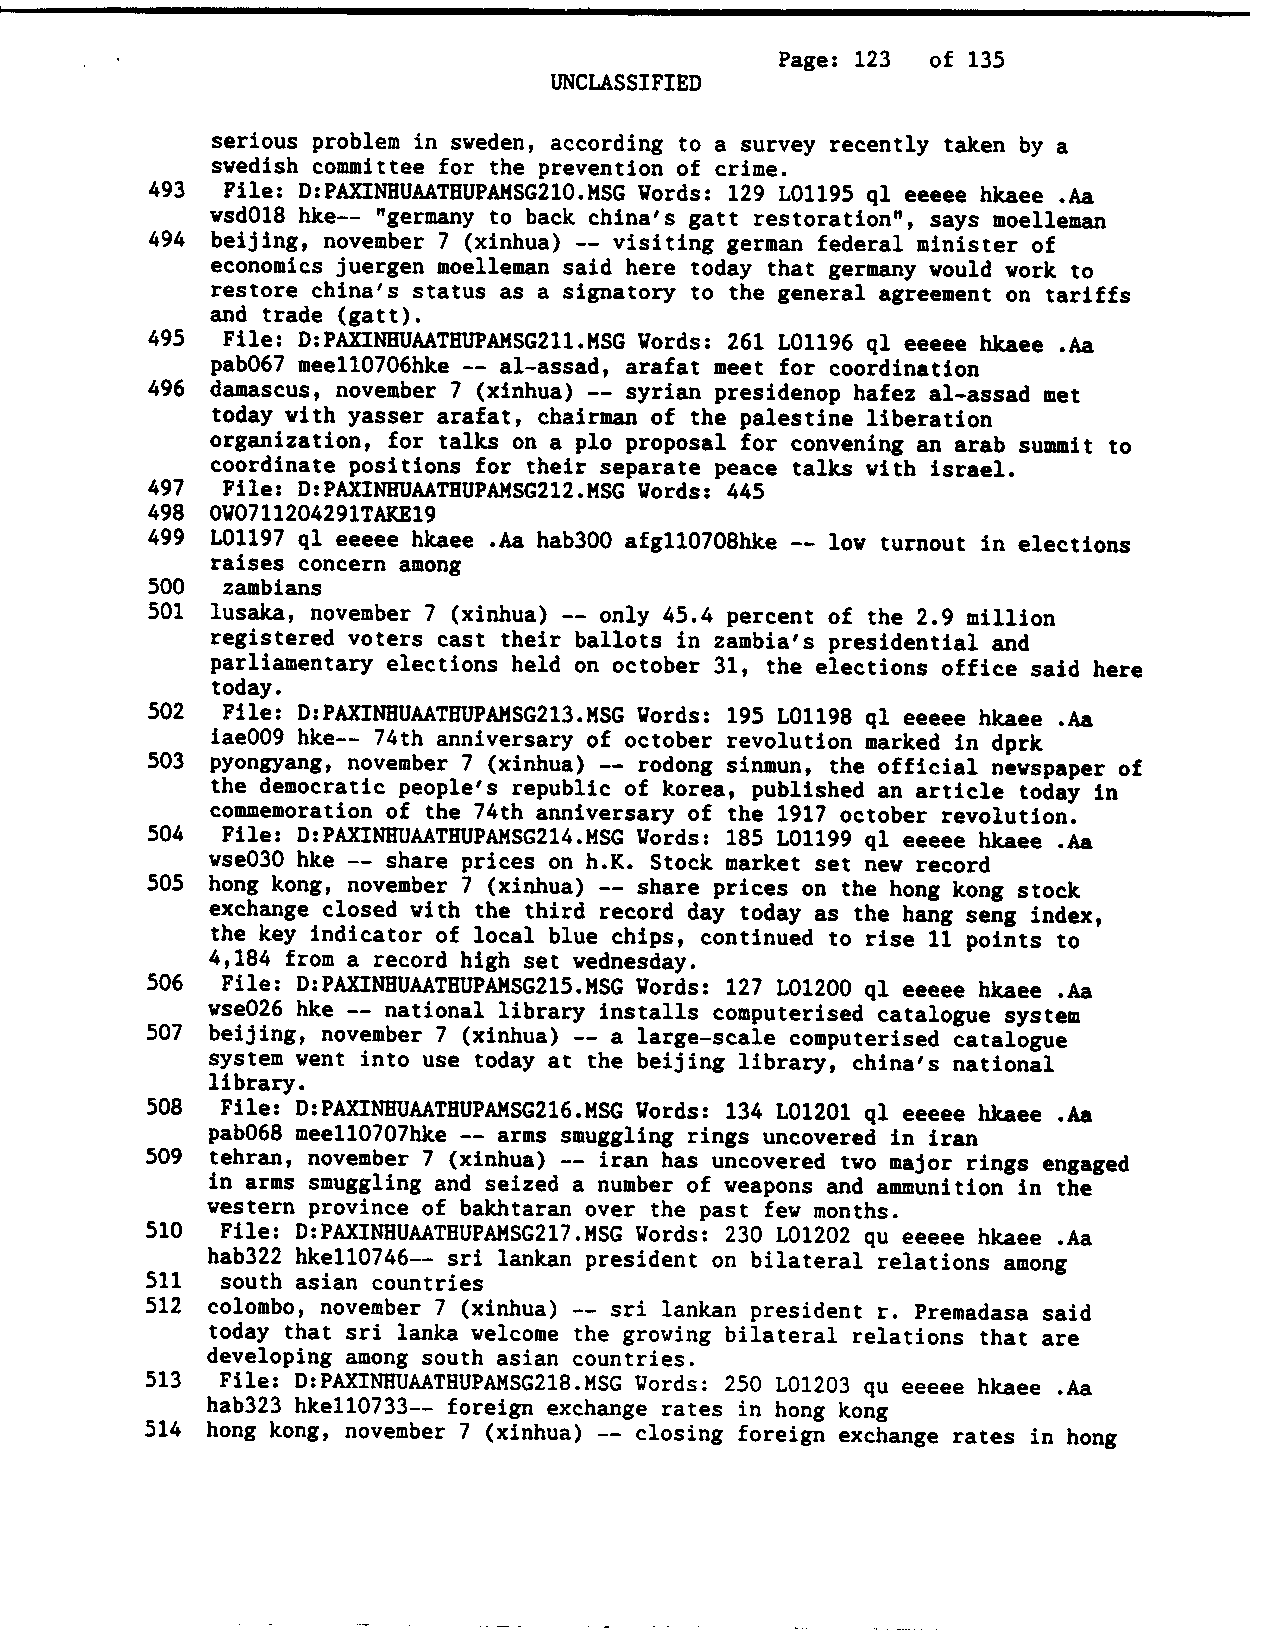 Page: 123 of 135
UNCLASSIFIED
serious problem in sweden, according to a survey recently taken by a
swedish committee for the prevention of crime.
493 File: D:PAXINHUAATHUPAMSG210.MSG Words: 129 L01195 ql eeeee hkaee .Aa
wsd018 hke-- "germany to back china's gatt restoration", says moelleman
494 beijing, november 7 (xinhua) -- visiting german federal minister of
economics juergen moelleman said here today that germany would work to
restore china's status as a signatory to the general agreement on tariffs
and trade (gatt).
495 File: D:PAXINHUAATHUPAMSG211.MSG Words: 261 L01196 ql eeeee hkaee .Aa
pab067 mee110706hke -- al-assad, arafat meet for coordination
496 damascus, november 7 (xinhua) -- syrian presidenop hafez al-assad met
today with yasser arafat, chairman of the palestine liberation
organization, for talks on a plo proposal for convening an arab summit to
coordinate positions for their separate peace talks with israel.
497 File: D:PAXINHUAATHUPAMSG212.MSG Words: 445
498 OW0711204291TAKE19
499 L01197 ql eeeee hkaee .Aa hab300 afg110708hke -- low turnout in elections
raises concern among
500 zambians
501 lusaka, november 7 (xinhua) -- only 45.4 percent of the 2.9 million
registered voters cast their ballots in zambia's presidential and
parliamentary elections held on october 31, the elections office said here
today.
502 File: D:PAXINHUAATHUPAMSG213.MSG Words: 195 L01198 ql eeeee hkaee .Aa
iae009 hke-- 74th anniversary of october revolution marked in dprk
503 pyongyang, november 7 (xinhua) -- rodong sinmun, the official newspaper of
the democratic people's republic of korea, published an article today in
commemoration of the 74th anniversary of the 1917 october revolution.
504 File: D:PAXINHUAATHUPAMSG214.MSG Words: 185 L01199 ql eeeee hkaee .Aa
wse030 hke -- share prices on h.K. Stock market set new record
505 hong kong, november 7 (xinhua) -- share prices on the hong kong stock
exchange closed with the third record day today as the hang seng index,
the key indicator of local blue chips, continued to rise 11 points to
4,184 from a record high set wednesday.
506 File: D:PAXINHUAATHUPAMSG215.MSG Words: 127 L01200 ql eeeee hkaee .Aa
wse026 hke -- national library installs computerised catalogue system
507 beijing, november 7 (xinhua) -- a large-scale computerised catalogue
system went into use today at the beijing library, china's national
library.
508 File: D:PAXINHUAATHUPAMSG216.MSG Words: 134 L01201 ql eeeee hkaee .Aa
pab068 mee110707hke -- arms smuggling rings uncovered in iran
509 tehran, november 7 (xinhua) -- iran has uncovered two major rings engaged
in arms smuggling and seized a number of weapons and ammunition in the
western province of bakhtaran over the past few months.
510 File: D:PAXINHUAATHUPAMSG217.MSG Words: 230 L01202 qu eeeee hkaee .Aa
hab322 hke110746-- sri lankan president on bilateral relations among
511 south asian countries
512 colombo, november 7 (xinhua) -- sri lankan president r. Premadasa said
today that sri lanka welcome the growing bilateral relations that are
developing among south asian countries.
513 File: D:PAXINHUAATHUPAMSG218.MSG Words: 250 L01203 qu eeeee hkaee .Aa
hab323 hke110733-- foreign exchange rates in hong kong
514 hong kong, november 7 (xinhua) -- closing foreign exchange rates in hong